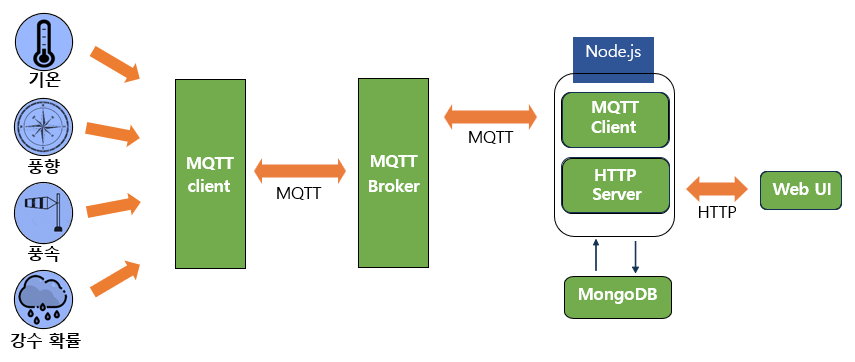 기온
풍향
풍속
강수 확률
MQTT
client
MQTT
MQTT
Broker
MQTT
Node.js
MQTT
Client
HTTP
Server
MongoDB
HTTP
Web UI